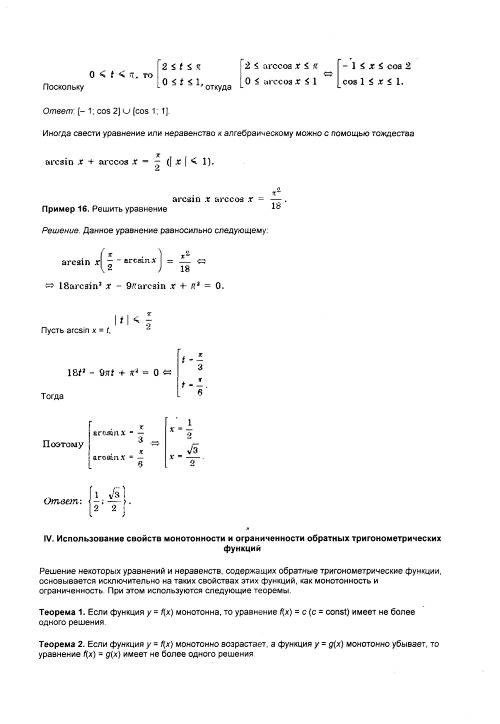 Поскольку 0 ⩽ t ⩽ π, то [2 ≤ t ≤ π; 0 ≤ t ≤ 1, откуда [2 ≤ arccos x ≤ π; 0 ≤ arccos x ≤ 1 ⇔ [– 1 ≤ x ≤ cos 2; cos 1 ≤ x ≤ 1.
Ответ: [– 1; cos 2] ∪ [cos 1; 1].
Иногда свести уравнение или неравенство к алгебраическому можно с помощью тождества
arcsin x + arccos x = π/2 (| x | ⩽ 1).
Пример 16. Решить уравнение arcsin x arccos x = π²/18.
Решение. Данное уравнение равносильно следующему:
arcsin x(π/2 – arcsin x) = π²/18 ⇔
⇔ 18arcsin² x – 9πarcsin x + π² = 0.
Пусть arcsin x = t, | t | ⩽ π/2
Тогда 18t² – 9πt + π² = 0 ⇔ [t = π/3; t = π/6.
Поэтому [arcsin x = π/3; arcsin x = π/6 ⇔ [x = 1/2; x = √3/2.
Ответ: {1/2; √3/2}.
IV. Использование свойств монотонности и ограниченности обратных тригонометрических
функций
Решение некоторых уравнений и неравенств, содержащих обратные тригонометрические функции,
основывается исключительно на таких свойствах этих функций, как монотонность и
ограниченность. При этом используются следующие теоремы.
Теорема 1. Если функция y = f(x) монотонна, то уравнение f(x) = c (c = const) имеет не более
одного решения.
Теорема 2. Если функция y = f(x) монотонно возрастает, а функция y = g(x) монотонно убывает, то
уравнение f(x) = g(x) имеет не более одного решения.